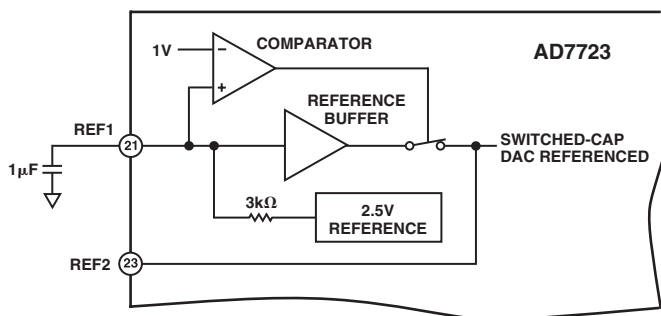 1V
COMPARATOR
AD7723
REFERENCE
BUFFER
REF1
21
SWITCHED-CAP
DAC REFERENCED
1μF
3kΩ
2.5V
REFERENCE
REF2
23